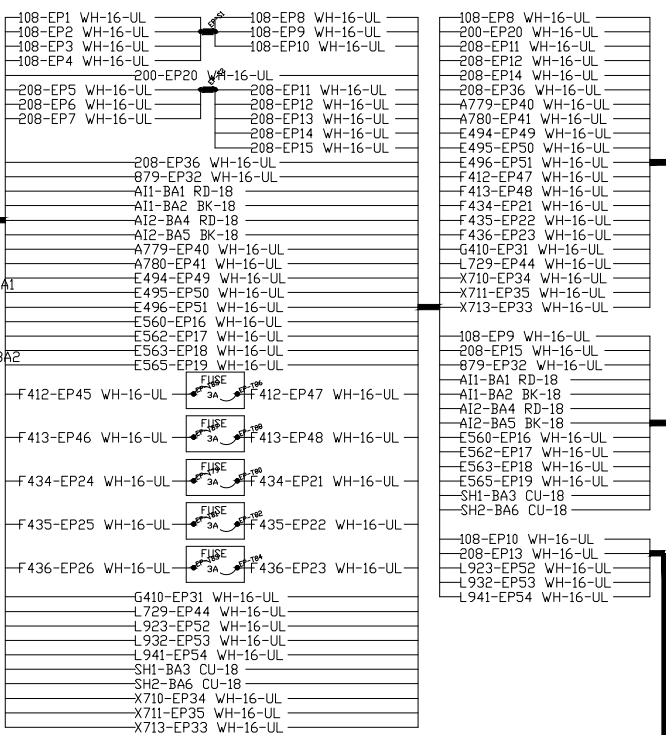 108-EP1 WH-16-UL
108-EP2 WH-16-UL
108-EP3 WH-16-UL
108-EP4 WH-16-UL
108-EP8 WH-16-UL
108-EP9 WH-16-UL
108-EP10 WH-16-UL
200-EP20 WH-16-UL
208-EP5 WH-16-UL
208-EP6 WH-16-UL
208-EP7 WH-16-UL
208-EP11 WH-16-UL
208-EP12 WH-16-UL
208-EP13 WH-16-UL
208-EP14 WH-16-UL
208-EP15 WH-16-UL
208-EP36 WH-16-UL
879-EP32 WH-16-UL
AI1-BA1 RD-18
AI1-BA2 BK-18
AI2-BA4 RD-18
AI2-BA5 BK-18
A779-EP40 WH-16-UL
A780-EP41 WH-16-UL
E494-EP49 WH-16-UL
E495-EP50 WH-16-UL
E496-EP51 WH-16-UL
E560-EP16 WH-16-UL
E562-EP17 WH-16-UL
E563-EP18 WH-16-UL
E565-EP19 WH-16-UL
BA2
FUSE
F412-EP45 WH-16-UL 3A F412-EP47 WH-16-UL
FUSE
F413-EP46 WH-16-UL 3A F413-EP48 WH-16-UL
FUSE
F434-EP24 WH-16-UL 3A F434-EP21 WH-16-UL
FUSE
F435-EP25 WH-16-UL 3A F435-EP22 WH-16-UL
FUSE
F436-EP26 WH-16-UL 3A F436-EP23 WH-16-UL
G410-EP31 WH-16-UL
L729-EP44 WH-16-UL
L923-EP52 WH-16-UL
L932-EP53 WH-16-UL
L941-EP54 WH-16-UL
SH1-BA3 CU-18
SH2-BA6 CU-18
X710-EP34 WH-16-UL
X711-EP35 WH-16-UL
X713-EP33 WH-16-UL
108-EP8 WH-16-UL
200-EP20 WH-16-UL
208-EP11 WH-16-UL
208-EP12 WH-16-UL
208-EP14 WH-16-UL
208-EP36 WH-16-UL
A779-EP40 WH-16-UL
A780-EP41 WH-16-UL
E494-EP49 WH-16-UL
E495-EP50 WH-16-UL
E496-EP51 WH-16-UL
F412-EP47 WH-16-UL
F413-EP48 WH-16-UL
F434-EP21 WH-16-UL
F435-EP22 WH-16-UL
F436-EP23 WH-16-UL
G410-EP31 WH-16-UL
L729-EP44 WH-16-UL
X710-EP34 WH-16-UL
X711-EP35 WH-16-UL
X713-EP33 WH-16-UL
108-EP9 WH-16-UL
208-EP15 WH-16-UL
879-EP32 WH-16-UL
AI1-BA1 RD-18
AI1-BA2 BK-18
AI2-BA4 RD-18
AI2-BA5 BK-18
E560-EP16 WH-16-UL
E562-EP17 WH-16-UL
E563-EP18 WH-16-UL
E565-EP19 WH-16-UL
SH1-BA3 CU-18
SH2-BA6 CU-18
108-EP10 WH-16-UL
208-EP13 WH-16-UL
L923-EP52 WH-16-UL
L932-EP53 WH-16-UL
L941-EP54 WH-16-UL